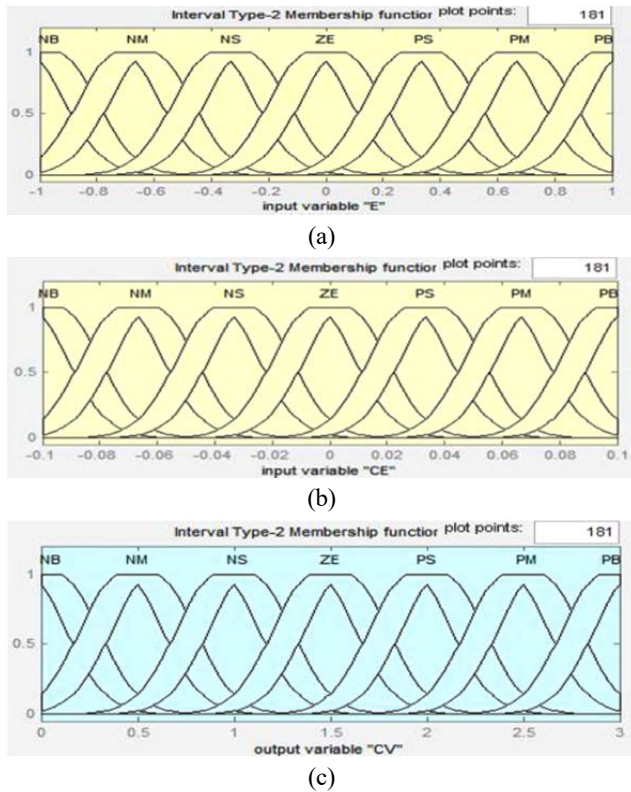 Interval Type-2 Membership functior plot points: 181
NB NM NS ZE PS PM PB
1
0.5
0
-1 -0.8 -0.6 -0.4 -0.2 0 0.2 0.4 0.6 0.8 1
input variable "E"
(a)
Interval Type-2 Membership functior plot points: 181
NB NM NS ZE PS PM PB
1
0.5
0
-0.1 -0.08 -0.06 -0.04 -0.02 0 0.02 0.04 0.06 0.08 0.1
input variable "CE"
(b)
Interval Type-2 Membership functior plot points: 181
NB NM NS ZE PS PM PB
1
0.5
0
0 0.5 1 1.5 2 2.5 3
output variable "CV"
(c)